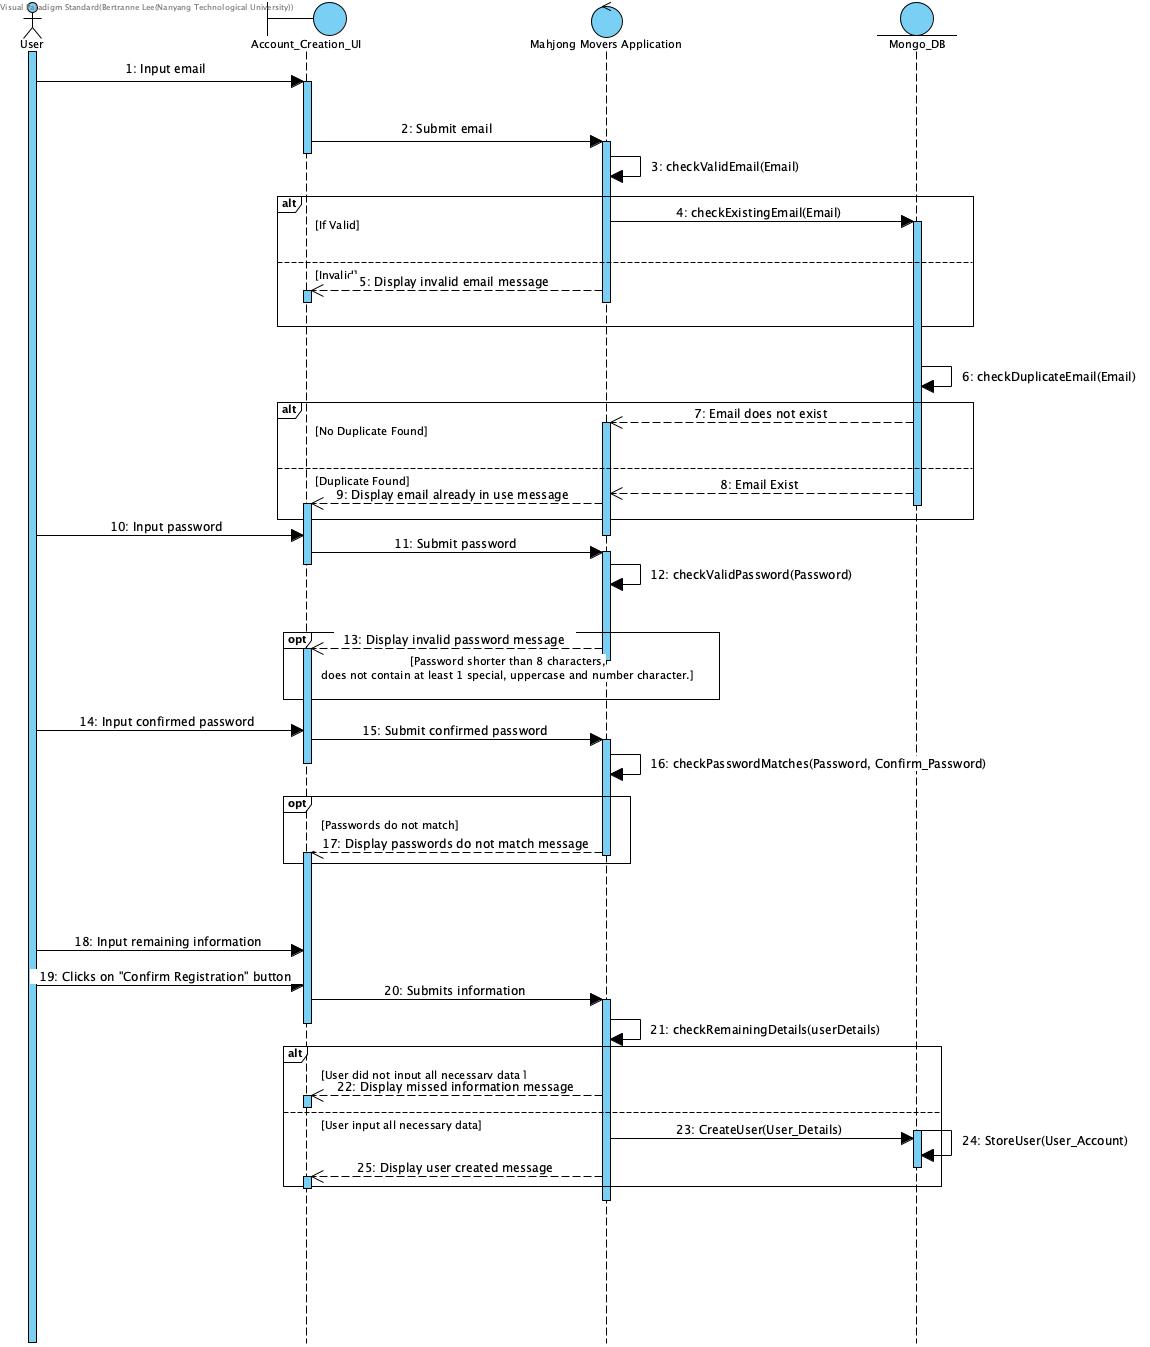 Visual Paradigm Standard(Bertranne Lee(Nanyang Technological University))
User
Account_Creation_UI
Mahjong Movers Application
Mongo_DB
1: Input email
2: Submit email
3: checkValidEmail(Email)
alt
4: checkExistingEmail(Email)
[If Valid]
[Invalid]
5: Display invalid email message
6: checkDuplicateEmail(Email)
alt
7: Email does not exist
[No Duplicate Found]
[Duplicate Found]
8: Email Exist
9: Display email already in use message
10: Input password
11: Submit password
12: checkValidPassword(Password)
opt
13: Display invalid password message
[Password shorter than 8 characters,
does not contain at least 1 special, uppercase and number character.]
14: Input confirmed password
15: Submit confirmed password
16: checkPasswordMatches(Password, Confirm_Password)
opt
[Passwords do not match]
17: Display passwords do not match message
18: Input remaining information
19: Clicks on "Confirm Registration" button
20: Submits information
21: checkRemainingDetails(userDetails)
alt
[User did not input all necessary data ]
22: Display missed information message
[User input all necessary data]
23: CreateUser(User_Details)
24: StoreUser(User_Account)
25: Display user created message